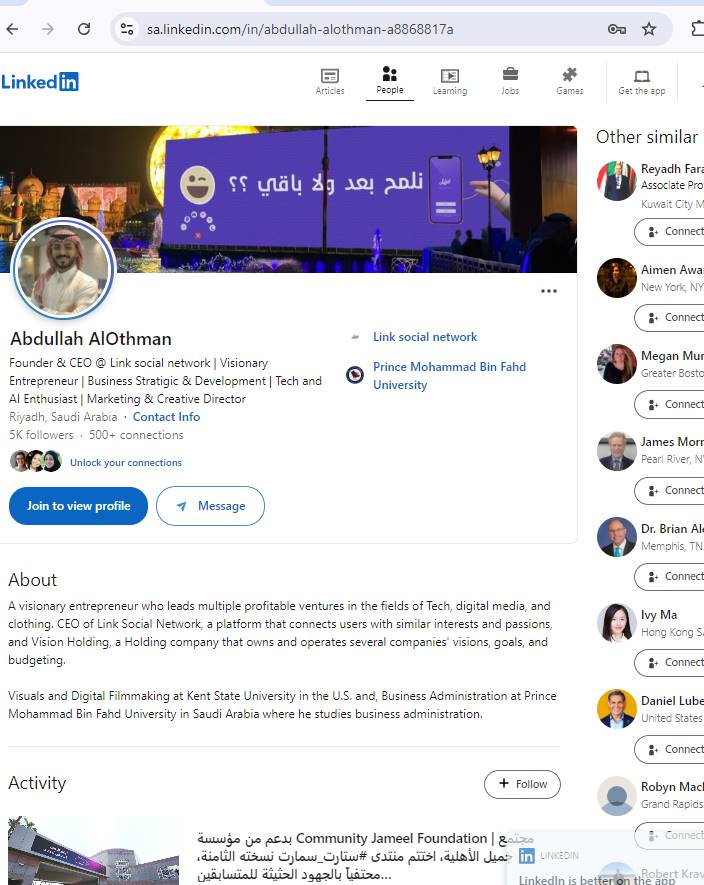 sa.linkedin.com/in/abdullah-alothman-a8868817a
Linked in
Articles
People
Learning
Jobs
Games
Get the app
نلمح بعد ولا باقي ؟؟
Abdullah AlOthman
Founder & CEO @ Link social network | Visionary
Entrepreneur | Business Stratigic & Development | Tech and
AI Enthusiast | Marketing & Creative Director
Riyadh, Saudi Arabia · Contact Info
5K followers · 500+ connections
Unlock your connections
Join to view profile
Message
Link social network
Prince Mohammad Bin Fahd
University
About
A visionary entrepreneur who leads multiple profitable ventures in the fields of Tech, digital media, and
clothing. CEO of Link Social Network, a platform that connects users with similar interests and passions,
and Vision Holding, a Holding company that owns and operates several companies' visions, goals, and
budgeting.
Visuals and Digital Filmmaking at Kent State University in the U.S. and, Business Administration at Prince
Mohammad Bin Fahd University in Saudi Arabia where he studies business administration.
Activity
+ Follow
مجتمع | Community Jameel Foundation بدعم من مؤسسة
جميل الأهلية، اختتم منتدى #ستارت_سمارت نسخته الثامنة،
محتفياً بالجهود الحثيثة للمتسابقين...
Other similar
Reyadh Fara
Associate Pro
Kuwait City M
Connect
Aimen Awa
New York, NY
Connect
Megan Mur
Greater Bosto
Connect
James Morr
Pearl River, N
Connect
Dr. Brian Al
Memphis, TN
Connect
Ivy Ma
Hong Kong S
Connect
Daniel Lube
United States
Connect
Robyn Mac
Grand Rapids
Connect
Robert Krav
LINKEDIN
LinkedIn is better on the app